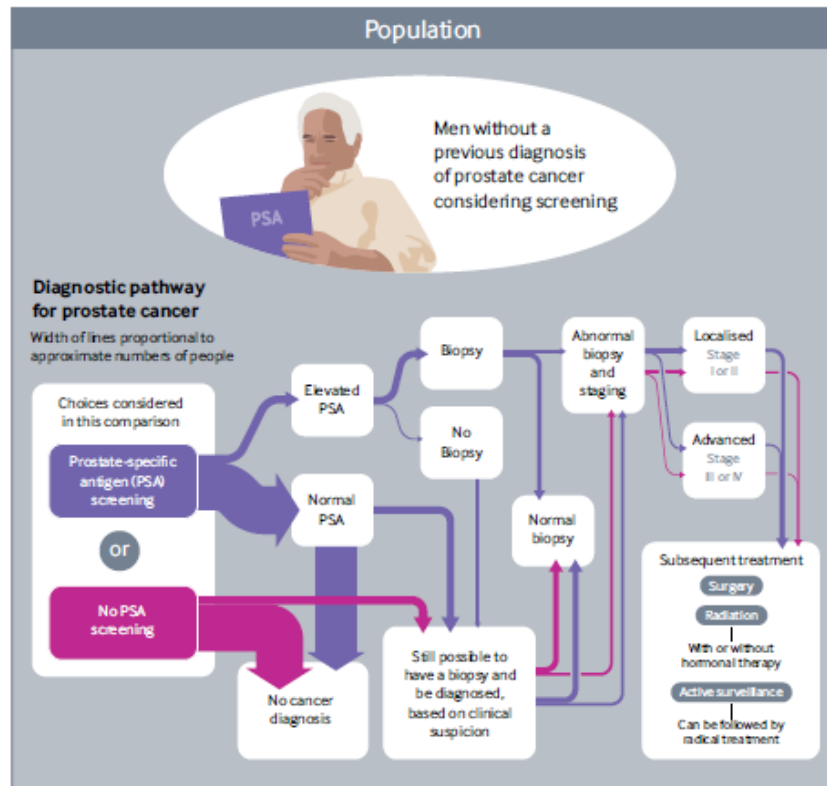 Population
Men without a
previous diagnosis
of prostate cancer
considering screening
PSA
Diagnostic pathway
for prostate cancer
Width of lines proportional to
approximate numbers of people
Choices considered
in this comparison
Prostate-specific
antigen (PSA)
screening
or
No PSA
screening
Elevated
PSA
Normal
PSA
No cancer
diagnosis
Biopsy
No
Biopsy
Still possible to
have a biopsy and
be diagnosed,
based on clinical
suspicion
Normal
biopsy
Abnormal
biopsy
and
staging
Localised
Stage
I or II
Advanced
Stage
III or IV
Subsequent treatment
Surgery
Radiation
With or without
hormonal therapy
Active surveillance
Can be followed by
radical treatment